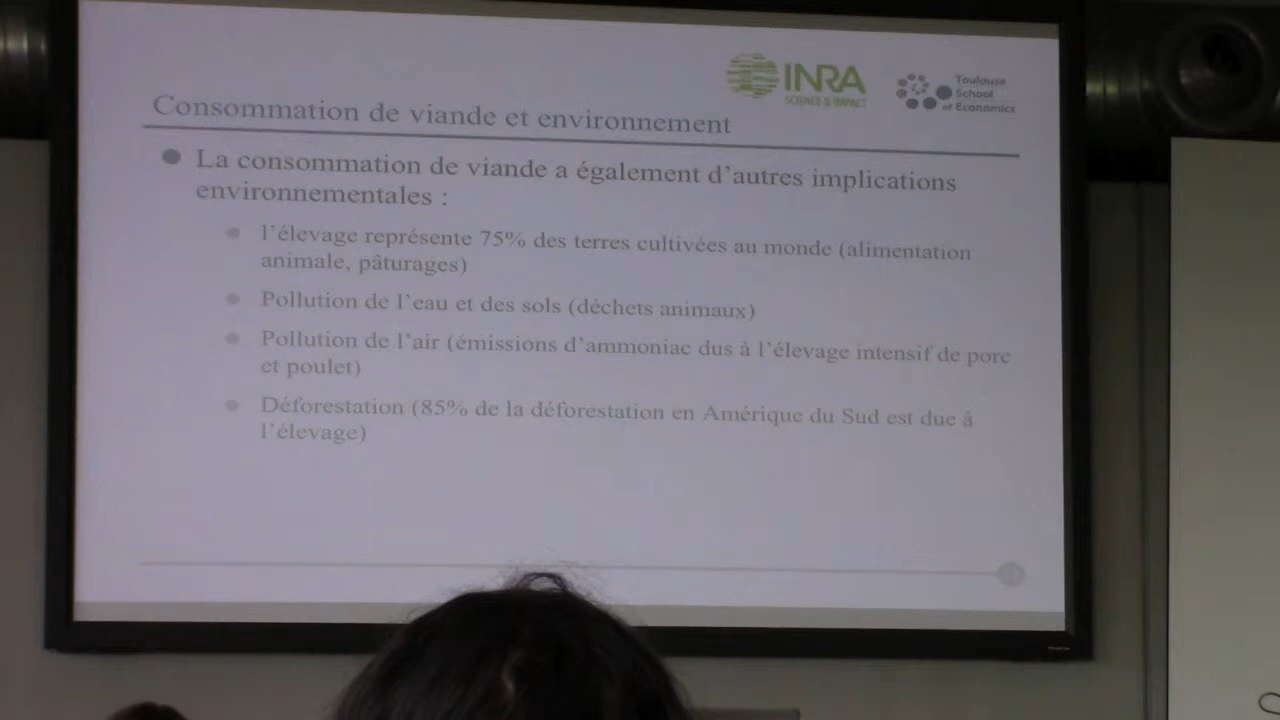 INRA
SCIENCE & IMPACT
Toulouse
School
of Economics
Consommation de viande et environnement
La consommation de viande a également d'autres implications
environnementales :
l'élevage représente 75% des terres cultivées au monde (alimentation
animale, pâturages)
Pollution de l'eau et des sols (déchets animaux)
Pollution de l'air (émissions d'ammoniac dus à l'élevage intensif de porc
et poulet)
Déforestation (85% de la déforestation en Amérique du Sud est due à
l'élevage)